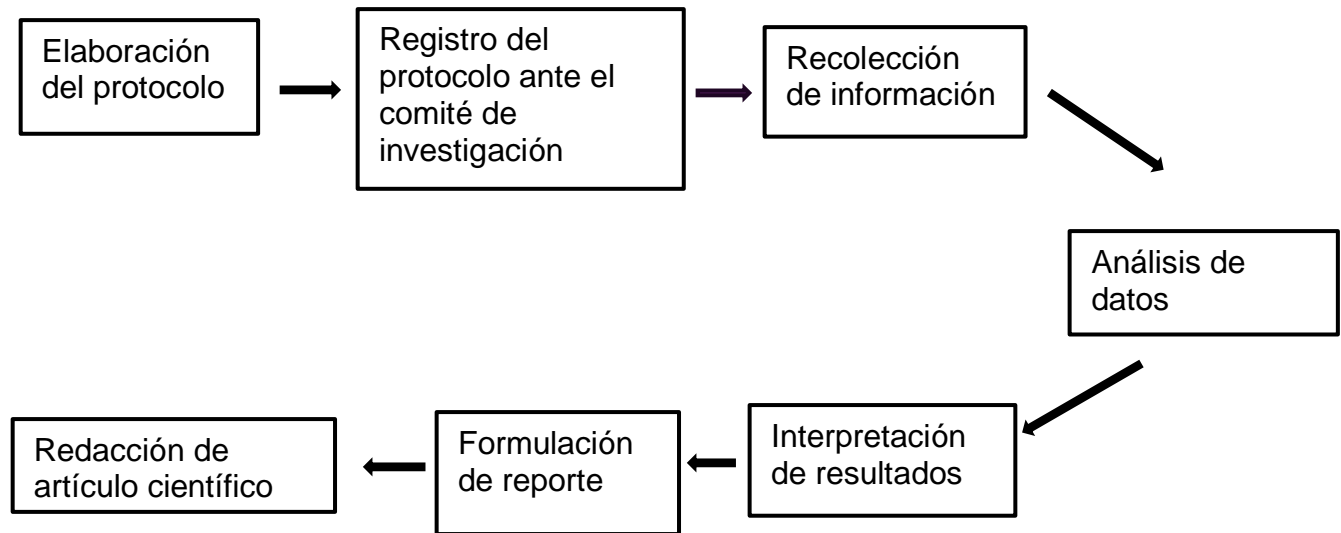 Elaboración
del protocolo
Registro del
protocolo ante el
comité de
investigación
Recolección
de información
Análisis de
datos
Interpretación
de resultados
Formulación
de reporte
Redacción de
artículo científico